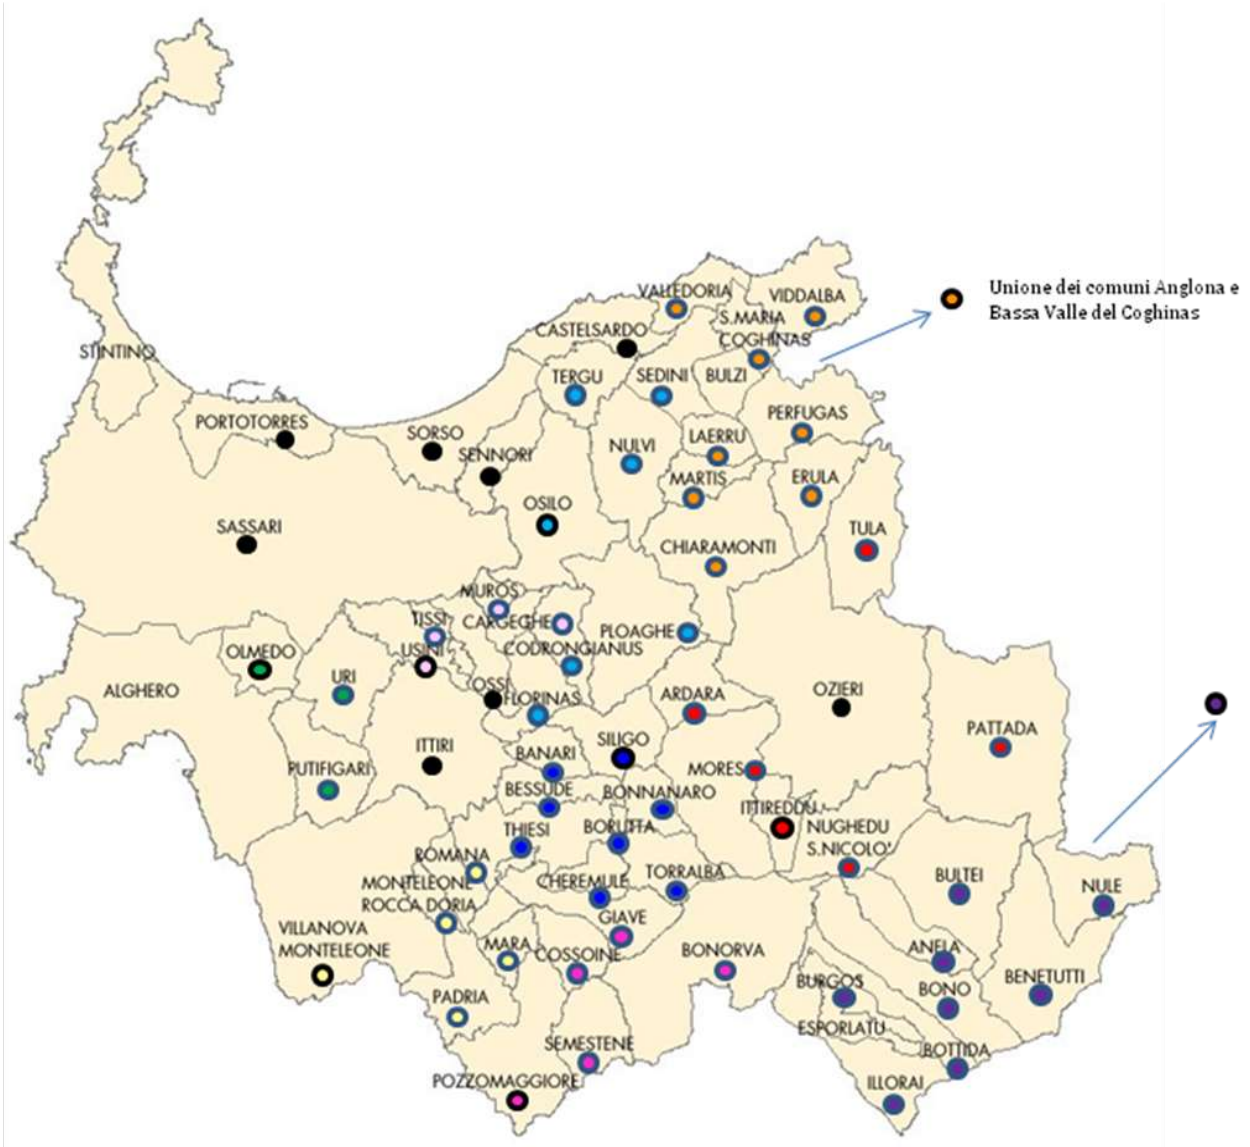 Unione dei comuni Anglona e
Bassa Valle del Coghinas
VALLEDORIA
VIDDALBA
S.MARIA
COGHINAS
CASTELSARDO
STINTINO
TERGU
SEDINI
BULZI
PERFUGAS
PORTOTORRES
SORSO
SENNORI
NULVI
LAERRU
MARTIS
ERULA
OSILO
SASSARI
TULA
CHIARAMONTI
MUROS
TISSI
CARGEGHE
PLOAGHE
USINI
CODRONGIANUS
OLMEDO
URI
ALGHERO
OSSI
FLORINAS
ARDARA
OZIERI
PATTADA
ITTIRI
BANARI
SILIGO
MORES
PUTIFIGARI
BESSUDE
BONNANARO
ITTIREDDU
THIESI
BORUTTA
NUGHEDU
S.NICOLO'
ROMANA
MONTELEONE
ROCCA DORIA
CHEREMULE
TORRALBA
BULTEI
NULE
VILLANOVA
MONTELEONE
GIAVE
MARA
COSSOINE
BONORVA
ANELA
BENETUTTI
PADRIA
BURGOS
BONO
ESPORLATU
SEMESTENE
BOTTIDA
POZZOMAGGIORE
ILLORAI